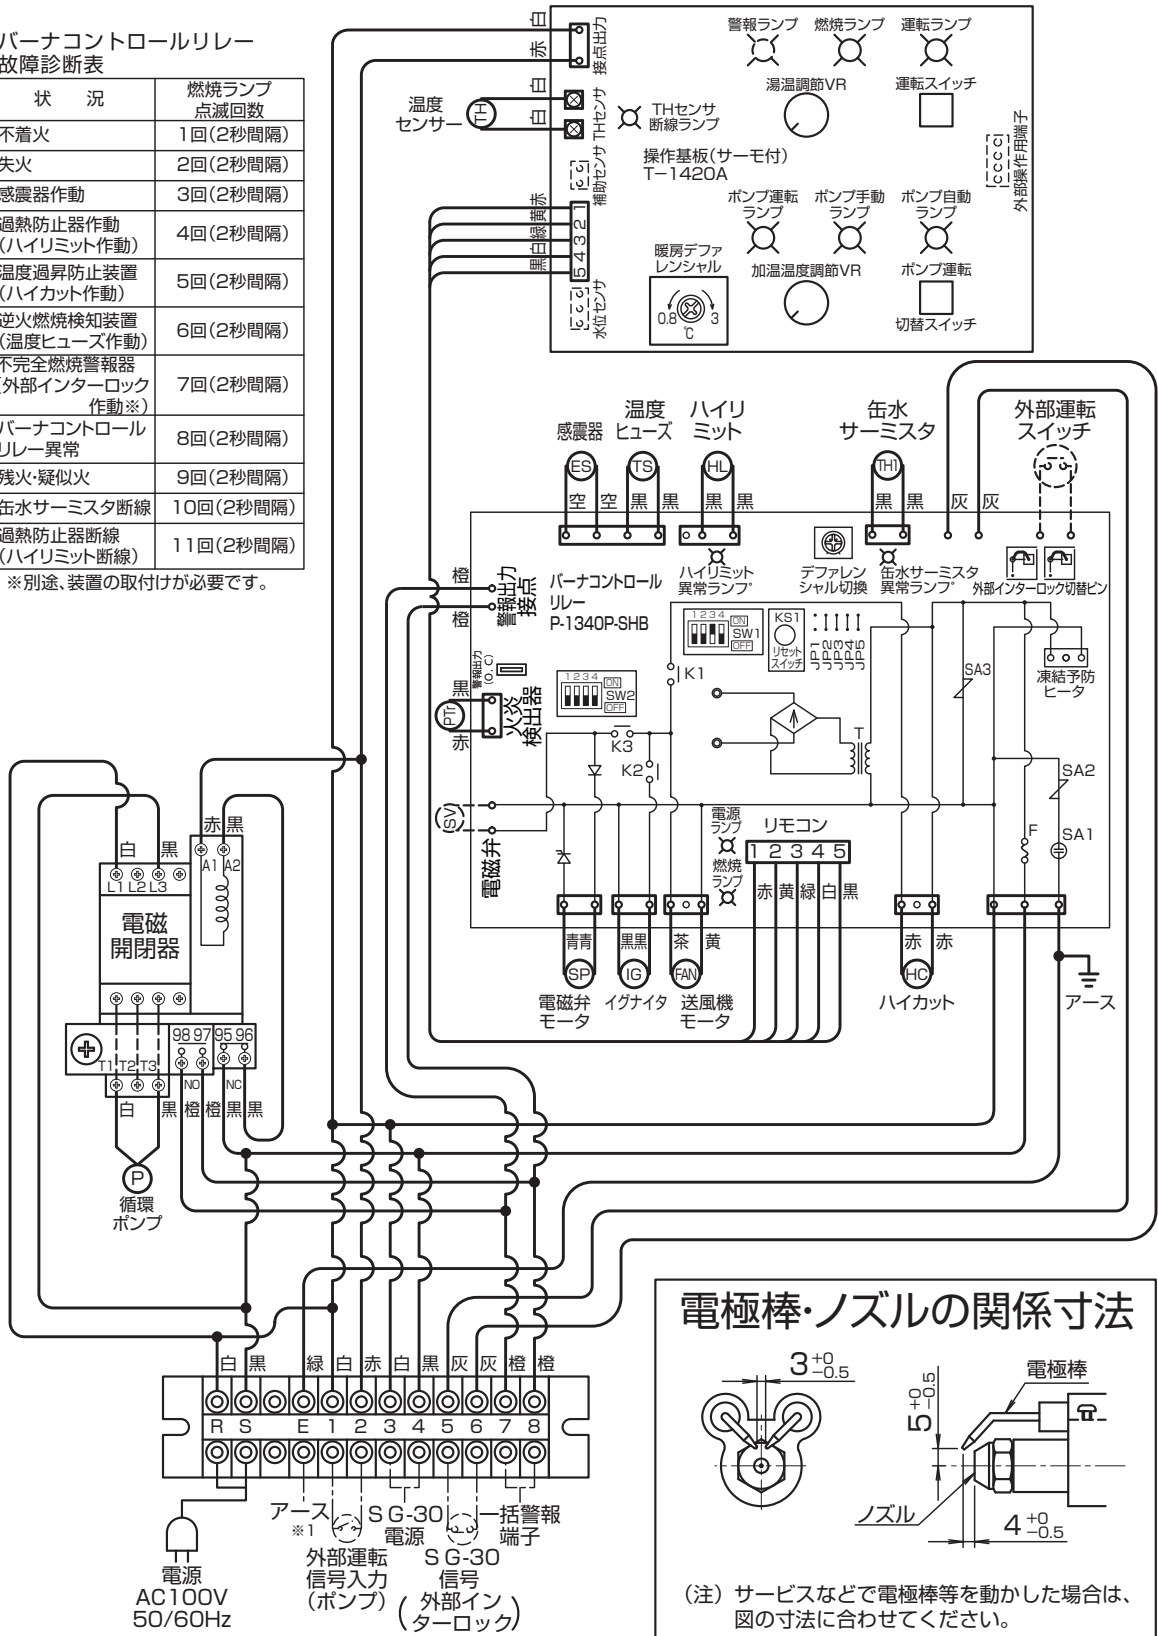 バーナコントロールリレー
故障診断表
状 況
燃焼ランプ
点滅回数
不着火
1回(2秒間隔)
失火
2回(2秒間隔)
感震器作動
3回(2秒間隔)
過熱防止器作動
(ハイリミット作動)
4回(2秒間隔)
温度過昇防止装置
(ハイカット作動)
5回(2秒間隔)
逆火燃焼検知装置
(温度ヒューズ作動)
6回(2秒間隔)
不完全燃焼警報器
(外部インターロック
作動※)
7回(2秒間隔)
バーナコントロール
リレー異常
8回(2秒間隔)
残火・疑似火
9回(2秒間隔)
缶水サーミスタ断線
10回(2秒間隔)
過熱防止器断線
(ハイリミット断線)
11回(2秒間隔)
※別途、装置の取付けが必要です。
白
赤
接点出力
温度
センサー
TH
白
白
THセンサ
THセンサ
断線ランプ
補助センサ
操作基板(サーモ付)
T−1420A
警報ランプ
燃焼ランプ
運転ランプ
湯温調節VR
運転スイッチ
外部操作用端子
赤
黄
緑
白
黒
1
2
3
4
5
水位センサ
暖房デファ
レンシャル
0.8
3
℃
ポンプ運転
ランプ
ポンプ手動
ランプ
ポンプ自動
ランプ
加温温度調節VR
ポンプ運転
切替スイッチ
感震器
温度
ヒューズ
ハイリ
ミット
缶水
サーミスタ
外部運転
スイッチ
ES
TS
HL
TH1
空 空 黒 黒 黒 黒
黒 黒 灰 灰
ハイリミット
異常ランプ
デファレン
シャル切換
缶水サーミスタ
異常ランプ
外部インターロック切替ピン
橙
橙
警報出力
接点
バーナコントロール
リレー
P-1340P-SHB
1 2 3 4
ON
SW1
OFF
KS1
リセット
スイッチ
JP1
JP2
JP3
JP4
JP5
警報出力
(O.C)
1 2 3 4
ON
SW2
OFF
K1
K2
K3
T
SA3
凍結予防
ヒータ
SA2
F
SA1
黒
PTr
赤
火炎
検出器
SV
電磁弁
電源
ランプ
燃焼
ランプ
リモコン
1 2 3 4 5
赤 黄 緑 白 黒
青青
黒黒
茶 黄
赤 赤
SP
IG
FAN
HC
電磁弁
モータ
イグナイタ
送風機
モータ
ハイカット
アース
白 黒
赤 黒
L1 L2 L3
A1 A2
電磁
開閉器
98 97
95 96
T1 T2 T3
NO
NC
白 黒 橙 橙 黒 黒
P
循環
ポンプ
白 黒 緑 白 赤 白 黒 灰 灰 橙 橙
R S E 1 2 3 4 5 6 7 8
電源
AC100V
50/60Hz
アース
※1
外部運転
信号入力
(ポンプ)
SG-30
電源
SG-30
信号
(外部イン
ターロック)
一括警報
端子
電極棒・ノズルの関係寸法
3 +0 −0.5
5 +0 −0.5
電極棒
ノズル
4 +0 −0.5
(注) サービスなどで電極棒等を動かした場合は、
図の寸法に合わせてください。